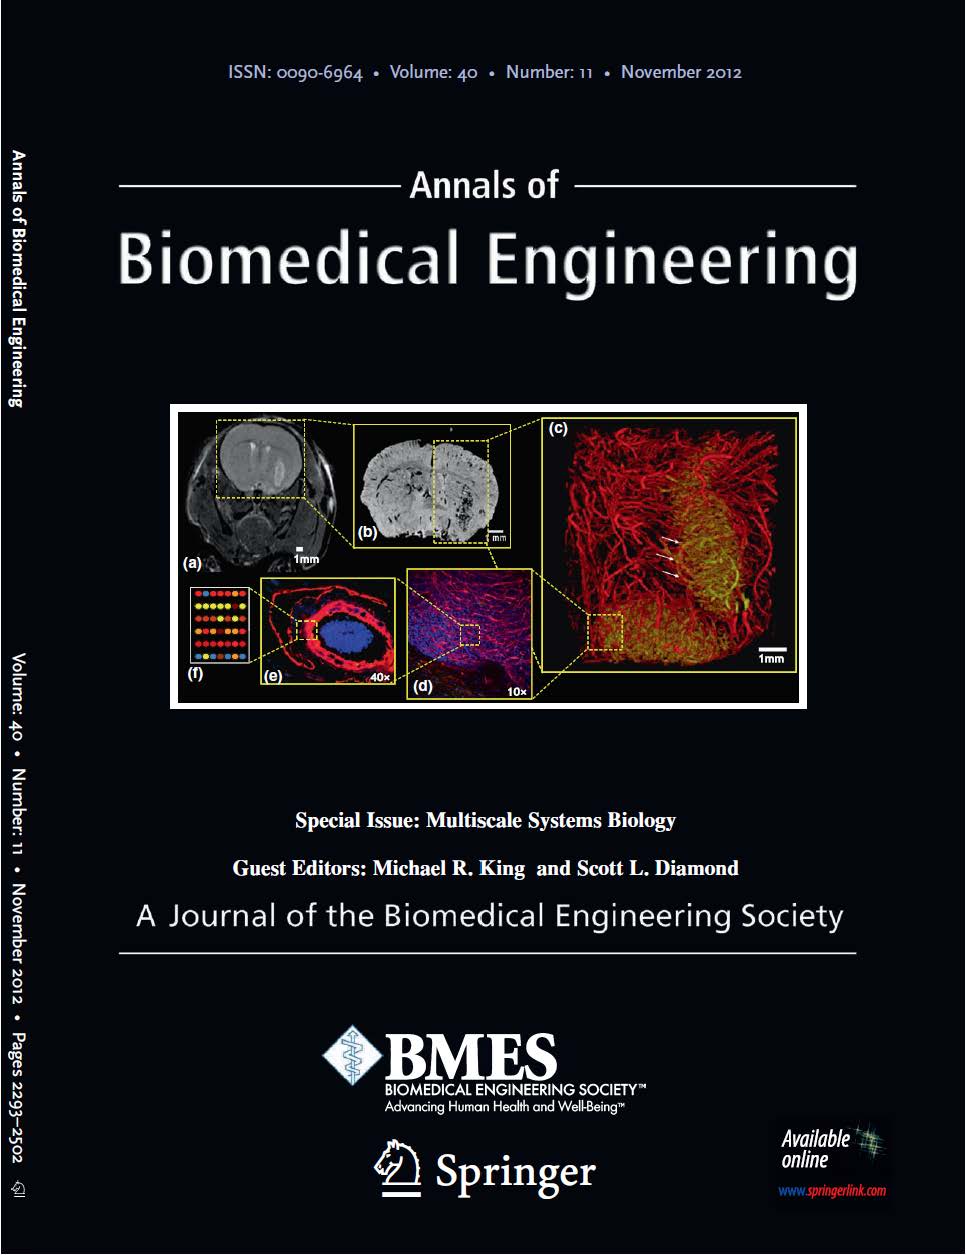 ISSN: 0090-6964 • Volume: 40 • Number: 11 • November 2012
Annals of
Biomedical Engineering
Annals of Biomedical Engineering
Volume: 40 • Number: 11 • November 2012 • Pages 2293–2502
(a)
1mm
(b)
mm
(c)
1mm
(f)
(e)
40×
(d)
10×
Special Issue: Multiscale Systems Biology
Guest Editors: Michael R. King and Scott L. Diamond
A Journal of the Biomedical Engineering Society
BMES
BIOMEDICAL ENGINEERING SOCIETY™
Advancing Human Health and Well-Being™
Springer
Available
online
www.springerlink.com